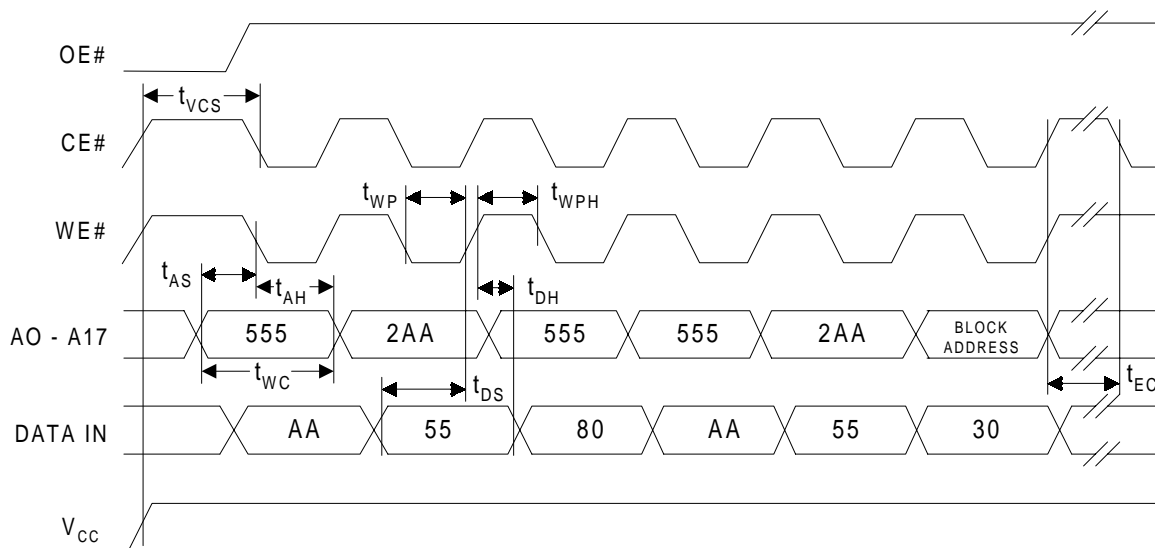 OE#
tVCS
CE#
tWP
tWPH
WE#
tAS
tAH
tDH
AO - A17
555
2AA
555
555
2AA
BLOCK
ADDRESS
tWC
tDS
tEC
DATA IN
AA
55
80
AA
55
30
VCC